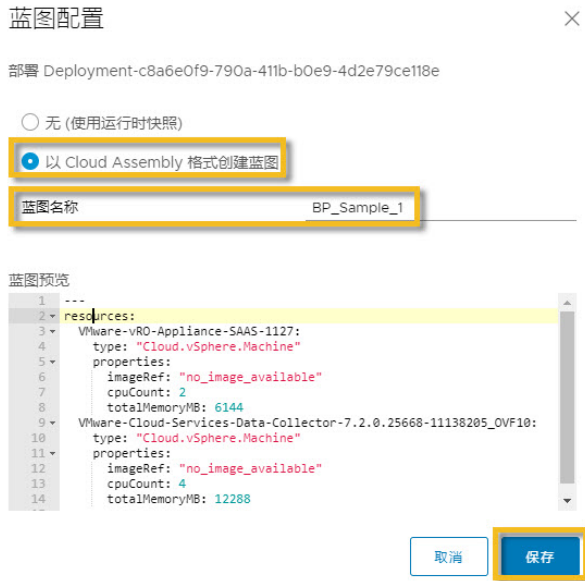 蓝图配置
部署 Deployment-c8a6e0f9-790a-411b-b0e9-4d2e79ce118e
无 (使用运行时快照)
以 Cloud Assembly 格式创建蓝图
蓝图名称 BP_Sample_1
蓝图预览
1 ---
2 resources:
3 VMware-vRO-Appliance-SAAS-1127:
4 type: "Cloud.vSphere.Machine"
5 properties:
6 imageRef: "no_image_available"
7 cpuCount: 2
8 totalMemoryMB: 6144
9 VMware-Cloud-Services-Data-Collector-7.2.0.25668-11138205_OVF10:
10 type: "Cloud.vSphere.Machine"
11 properties:
12 imageRef: "no_image_available"
13 cpuCount: 4
14 totalMemoryMB: 12288
取消 保存